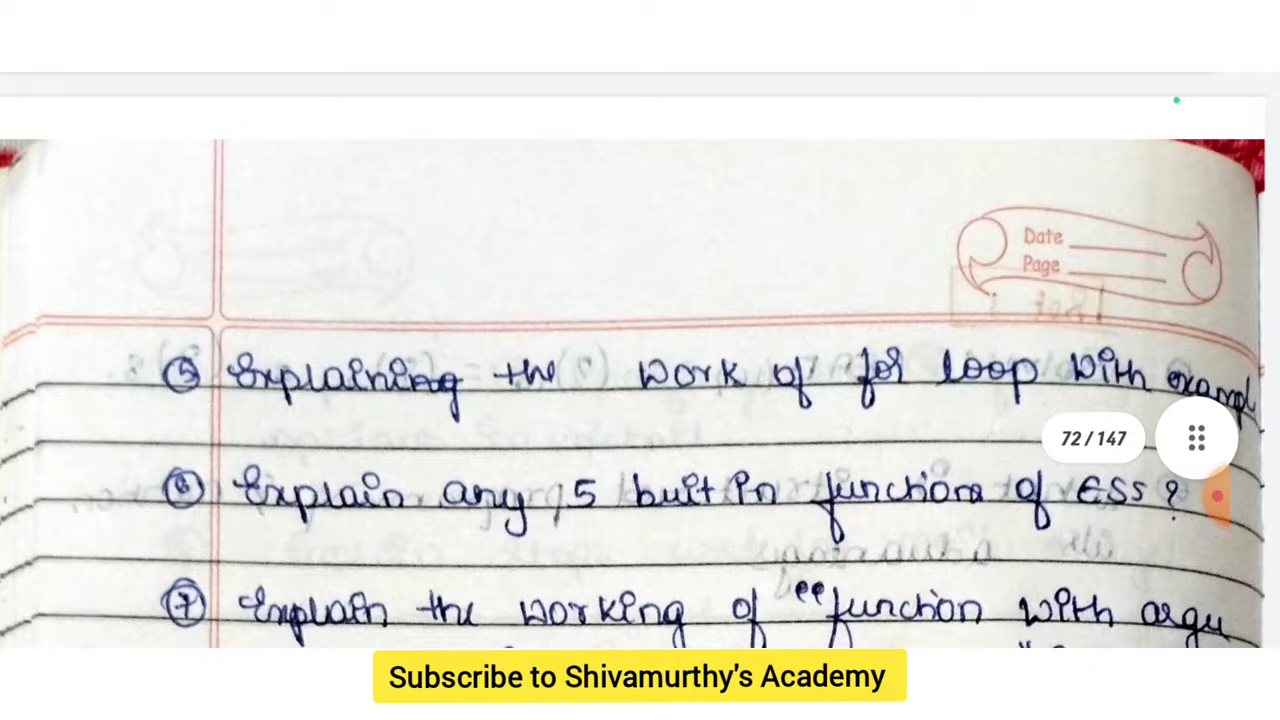 Date
Page
⑤ Explaining the work of for loop with exampl
⑥ Explain any 5 built in functions of ESS ?
72/147
⑦ Explain the working of "function with argu
Subscribe to Shivamurthy's Academy